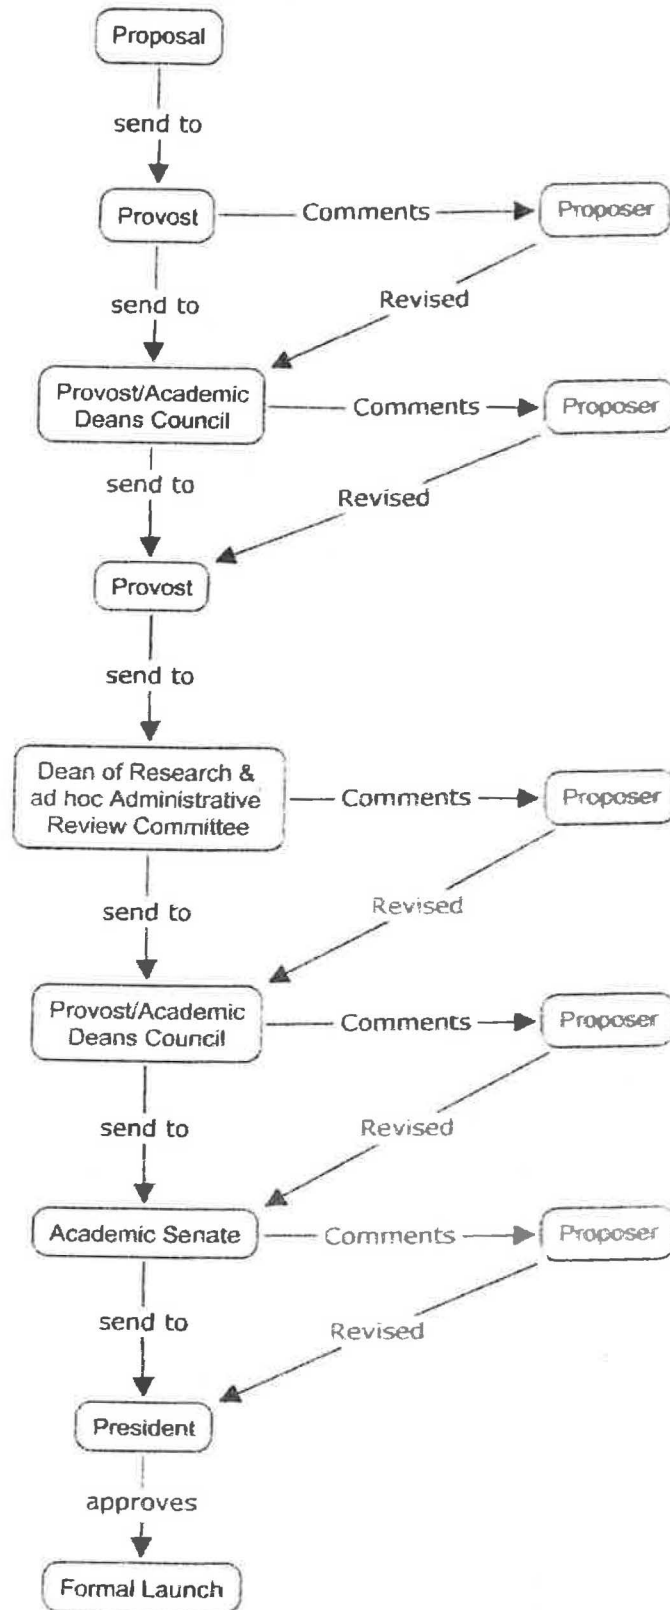 Proposal
send to
Provost
Comments
Proposer
send to
Revised
Provost/Academic
Deans Council
Comments
Proposer
send to
Revised
Provost
send to
Dean of Research &
ad hoc Administrative
Review Committee
Comments
Proposer
send to
Revised
Provost/Academic
Deans Council
Comments
Proposer
send to
Revised
Academic Senate
Comments
Proposer
send to
Revised
President
approves
Formal Launch